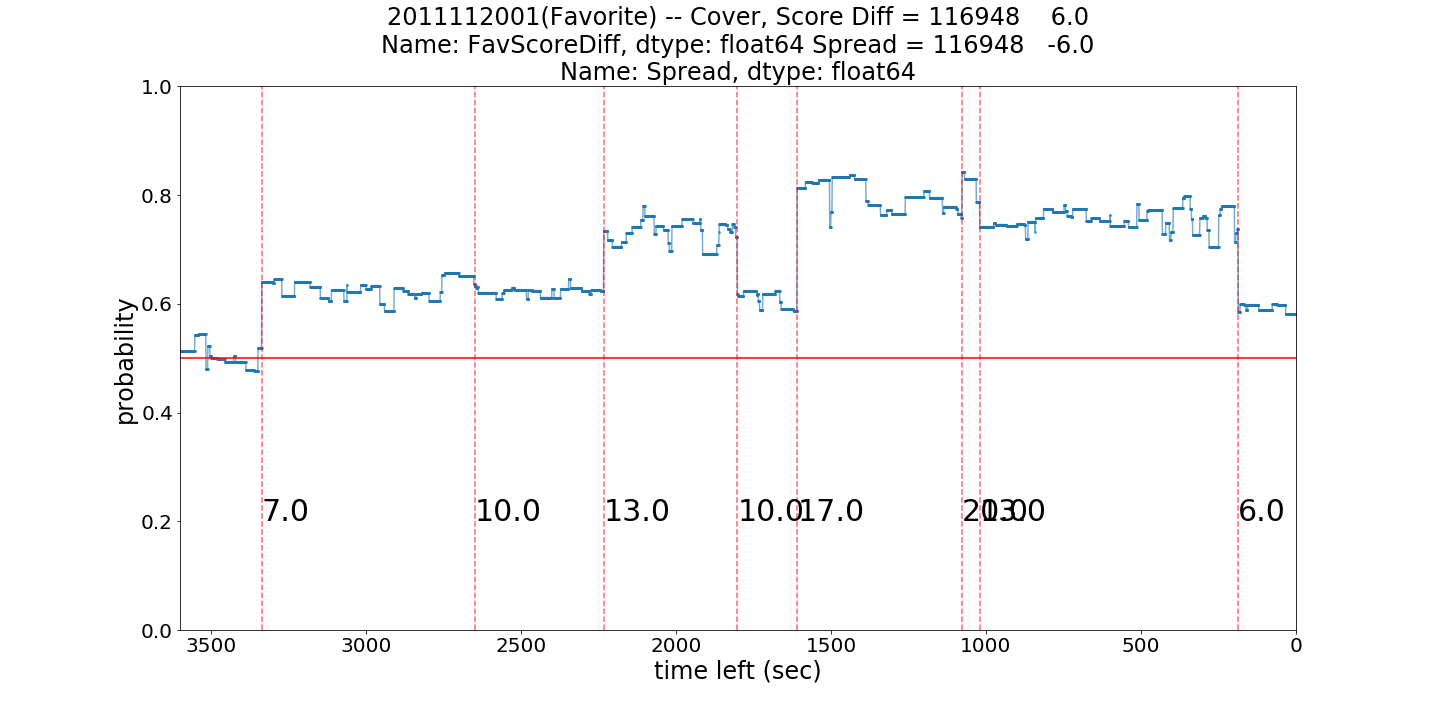 2011112001(Favorite) -- Cover, Score Diff = 116948 6.0
Name: FavScoreDiff, dtype: float64 Spread = 116948 -6.0
Name: Spread, dtype: float64
1.0
0.8
0.6
0.4
0.2
0.0
probability
7.0 10.0 13.0 10.0 17.0 20.0 13.0 6.0
3500 3000 2500 2000 1500 1000 500 0
time left (sec)